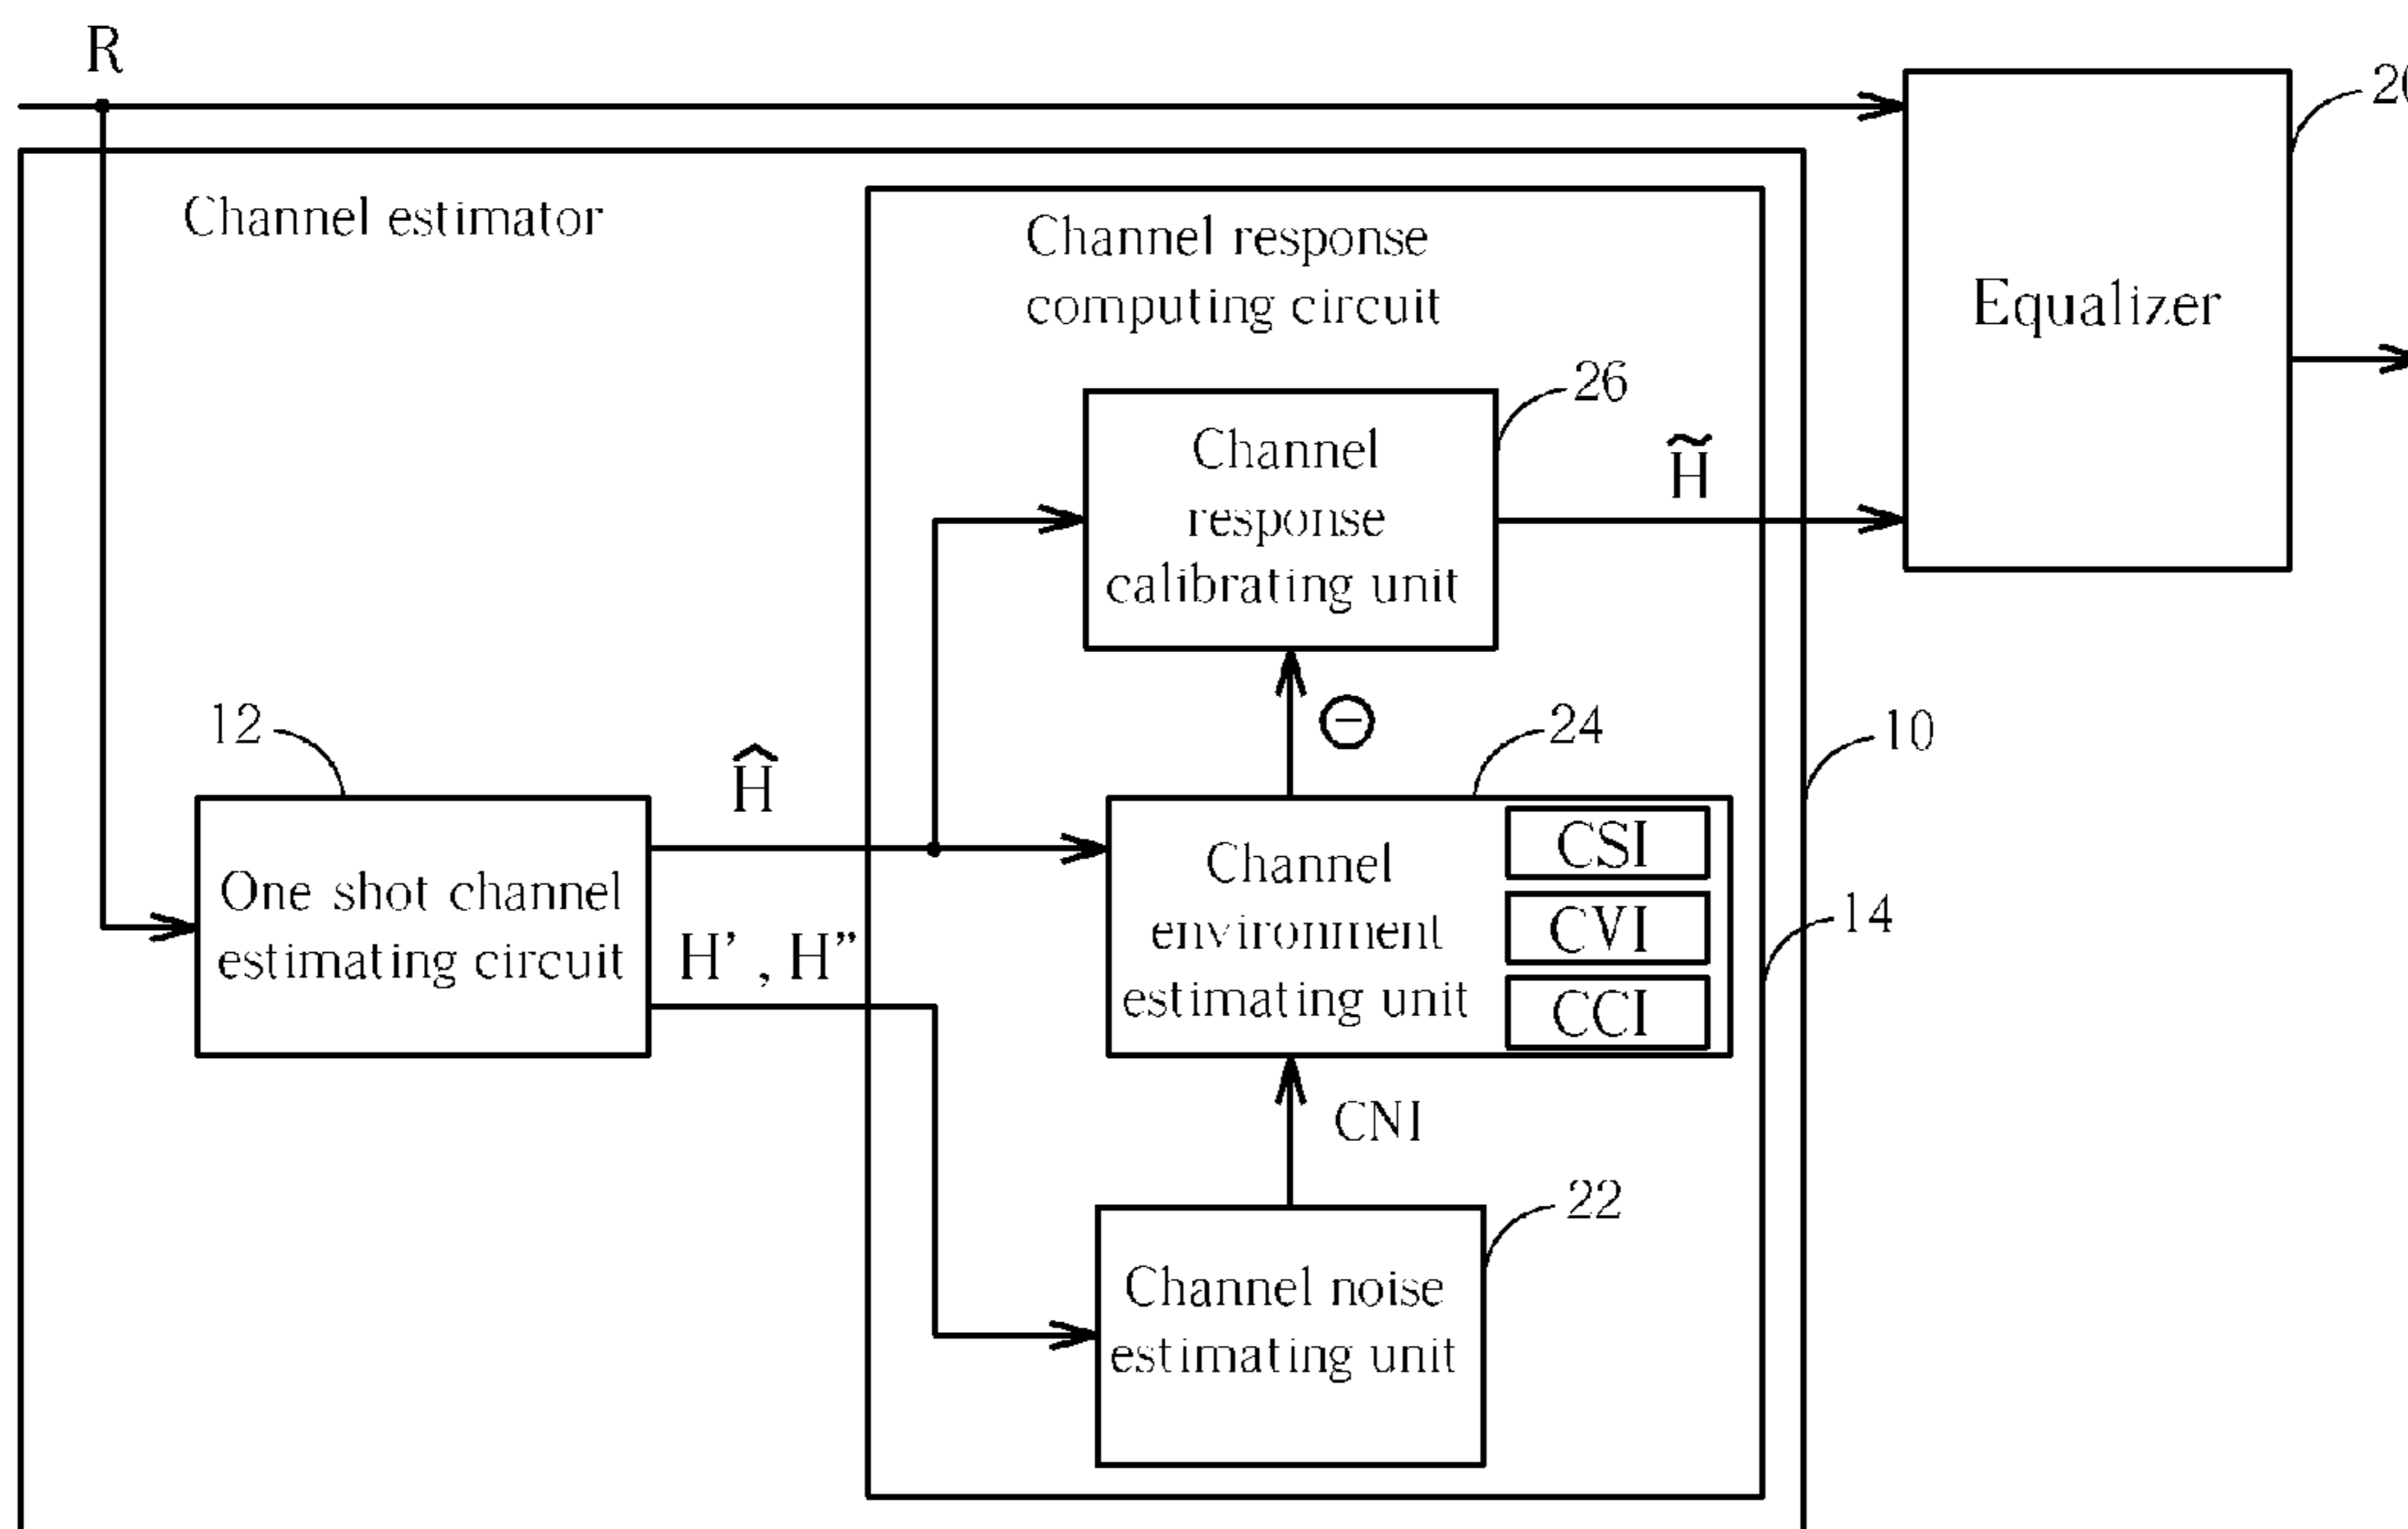 R
20
Channel estimator
Channel response
computing circuit
Equalizer
26
Channel
response
calibrating unit
H̃
Θ
12
Ĥ
24
10
One shot channel
estimating circuit
H' , H”
Channel
environment
estimating unit
CSI
CVI
CCI
14
CNI
22
Channel noise
estimating unit